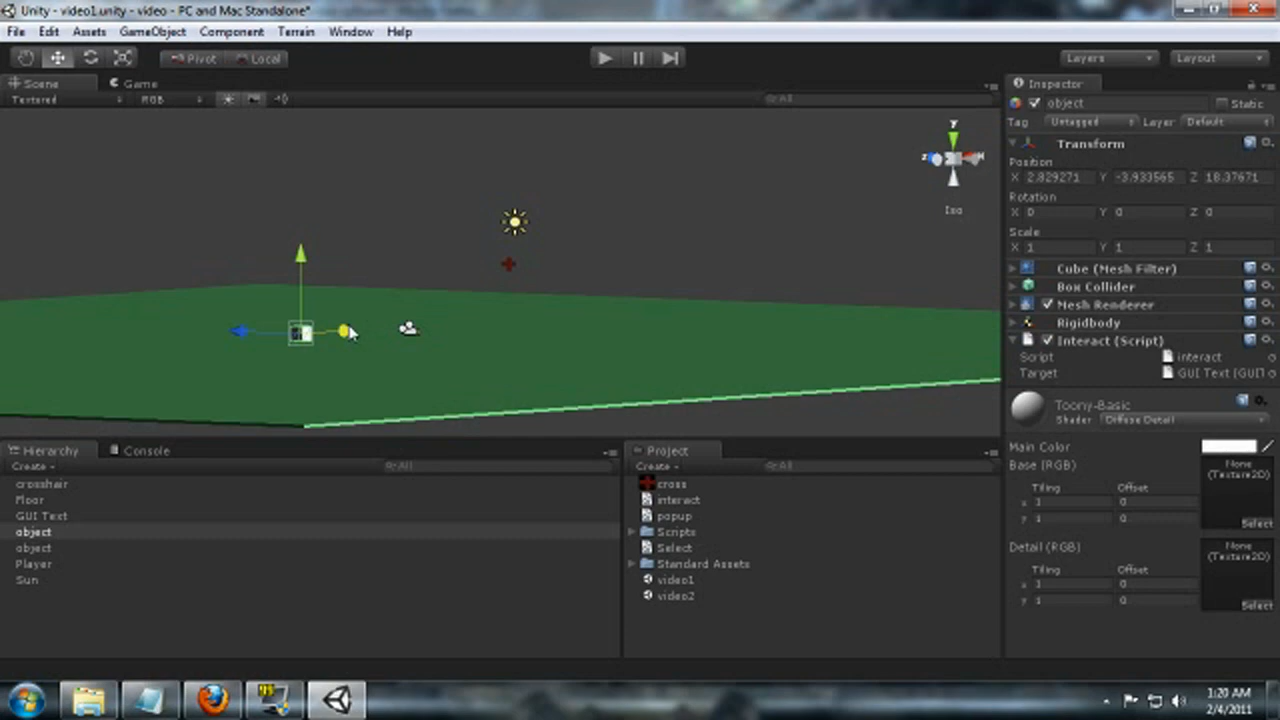 Unity - video1.unity - video - PC and Mac Standalone*
File Edit Assets GameObject Component Terrain Window Help
Pivot Local Layers Layout
Scene Game
Textured RGB All
Inspector
object Static
Tag Untagged Layer Default
Transform
Position
X 2.829271 Y -3.933565 Z 18.37671
Rotation
X 0 Y 0 Z 0
Scale
X 1 Y 1 Z 1
Cube (Mesh Filter)
Box Collider
Mesh Renderer
Rigidbody
Interact (Script)
Script interact
Target GUI Text (GUIT
Toony-Basic
Shader Diffuse Detail
Main Color
Base (RGB) None (Texture2D)
Tiling Offset
x 1 0
y 1 0
Select
Detail (RGB) None (Texture2D)
Tiling Offset
x 1 0
y 1 0
Select
y
z
Iso
Hierarchy Console
Create All
crosshair
Floor
GUI Text
object
object
Player
Sun
Project
Create All
cross
interact
popup
Scripts
Select
Standard Assets
video1
video2
1:20 AM
2/4/2011